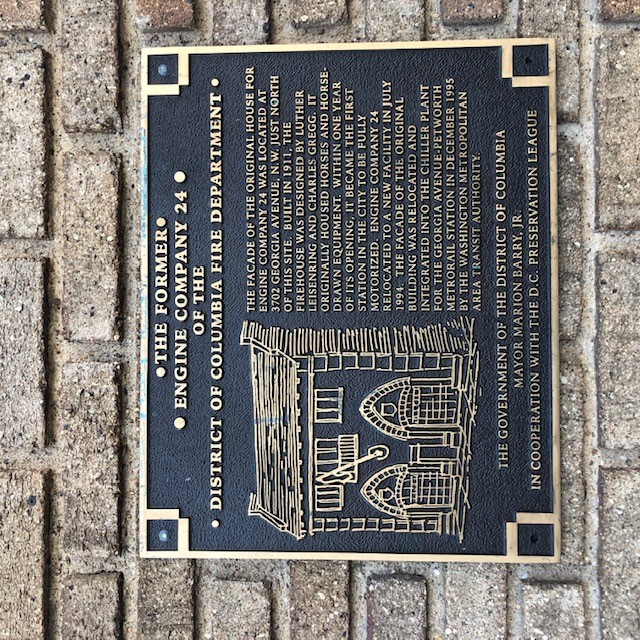 •THE FORMER•
• ENGINE COMPANY 24 •
OF THE
• DISTRICT OF COLUMBIA FIRE DEPARTMENT •
THE FACADE OF THE ORIGINAL HOUSE FOR
ENGINE COMPANY 24 WAS LOCATED AT
3702 GEORGIA AVENUE, N.W. JUST NORTH
OF THIS SITE. BUILT IN 1911, THE
FIREHOUSE WAS DESIGNED BY LUTHER
LEISENRING AND CHARLES GREGG. IT
ORIGINALLY HOUSED HORSES AND HORSE-
DRAWN EQUIPMENT. WITHIN ONE YEAR
OF ITS OPENING, IT BECAME THE FIRST
STATION IN THE CITY TO BE FULLY
MOTORIZED. ENGINE COMPANY 24
RELOCATED TO A NEW FACILITY IN JULY
1994. THE FACADE OF THE ORIGINAL
BUILDING WAS RELOCATED AND
INTEGRATED INTO THE CHILLER PLANT
FOR THE GEORGIA AVENUE-PETWORTH
METRORAIL STATION IN DECEMBER 1995
BY THE WASHINGTON METROPOLITAN
AREA TRANSIT AUTHORITY.
THE GOVERNMENT OF THE DISTRICT OF COLUMBIA
MAYOR MARION BARRY, JR.
IN COOPERATION WITH THE D.C. PRESERVATION LEAGUE